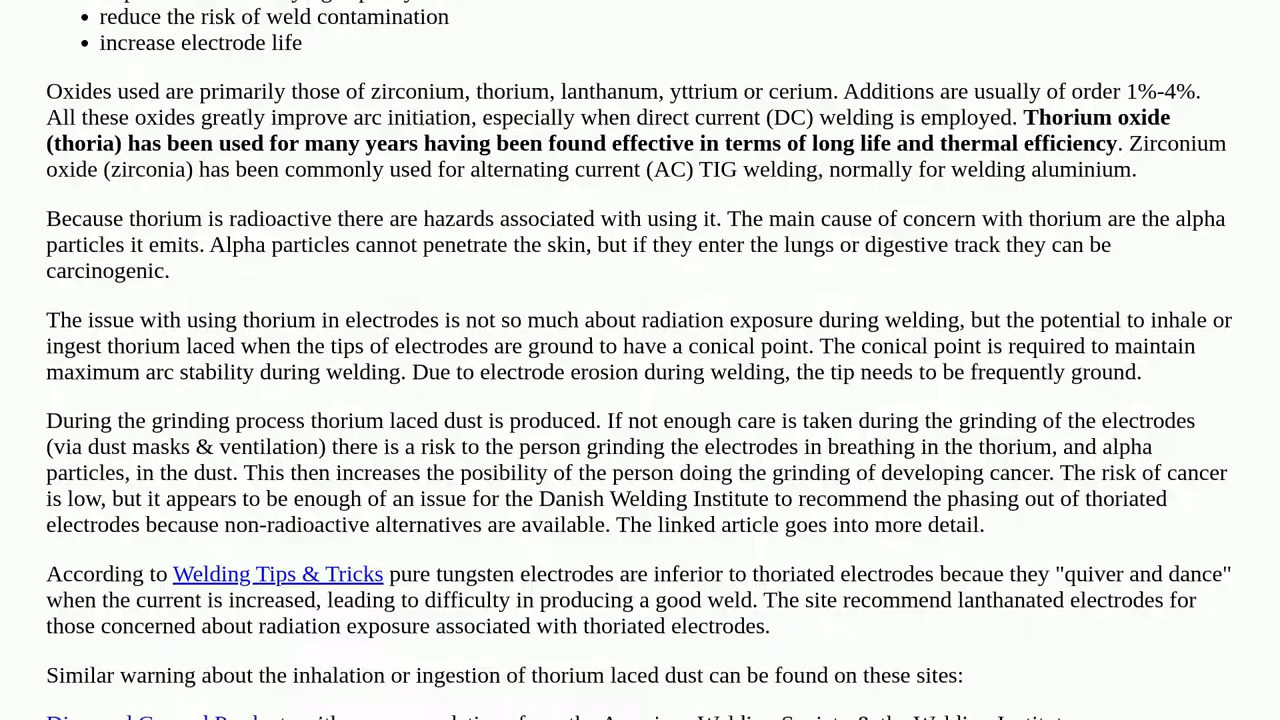 reduce the risk of weld contamination
increase electrode life
Oxides used are primarily those of zirconium, thorium, lanthanum, yttrium or cerium. Additions are usually of order 1%-4%.
All these oxides greatly improve arc initiation, especially when direct current (DC) welding is employed. Thorium oxide
(thoria) has been used for many years having been found effective in terms of long life and thermal efficiency. Zirconium
oxide (zirconia) has been commonly used for alternating current (AC) TIG welding, normally for welding aluminium.
Because thorium is radioactive there are hazards associated with using it. The main cause of concern with thorium are the alpha
particles it emits. Alpha particles cannot penetrate the skin, but if they enter the lungs or digestive track they can be
carcinogenic.
The issue with using thorium in electrodes is not so much about radiation exposure during welding, but the potential to inhale or
ingest thorium laced when the tips of electrodes are ground to have a conical point. The conical point is required to maintain
maximum arc stability during welding. Due to electrode erosion during welding, the tip needs to be frequently ground.
During the grinding process thorium laced dust is produced. If not enough care is taken during the grinding of the electrodes
(via dust masks & ventilation) there is a risk to the person grinding the electrodes in breathing in the thorium, and alpha
particles, in the dust. This then increases the posibility of the person doing the grinding of developing cancer. The risk of cancer
is low, but it appears to be enough of an issue for the Danish Welding Institute to recommend the phasing out of thoriated
electrodes because non-radioactive alternatives are available. The linked article goes into more detail.
According to Welding Tips & Tricks pure tungsten electrodes are inferior to thoriated electrodes becaue they "quiver and dance"
when the current is increased, leading to difficulty in producing a good weld. The site recommend lanthanated electrodes for
those concerned about radiation exposure associated with thoriated electrodes.
Similar warning about the inhalation or ingestion of thorium laced dust can be found on these sites: